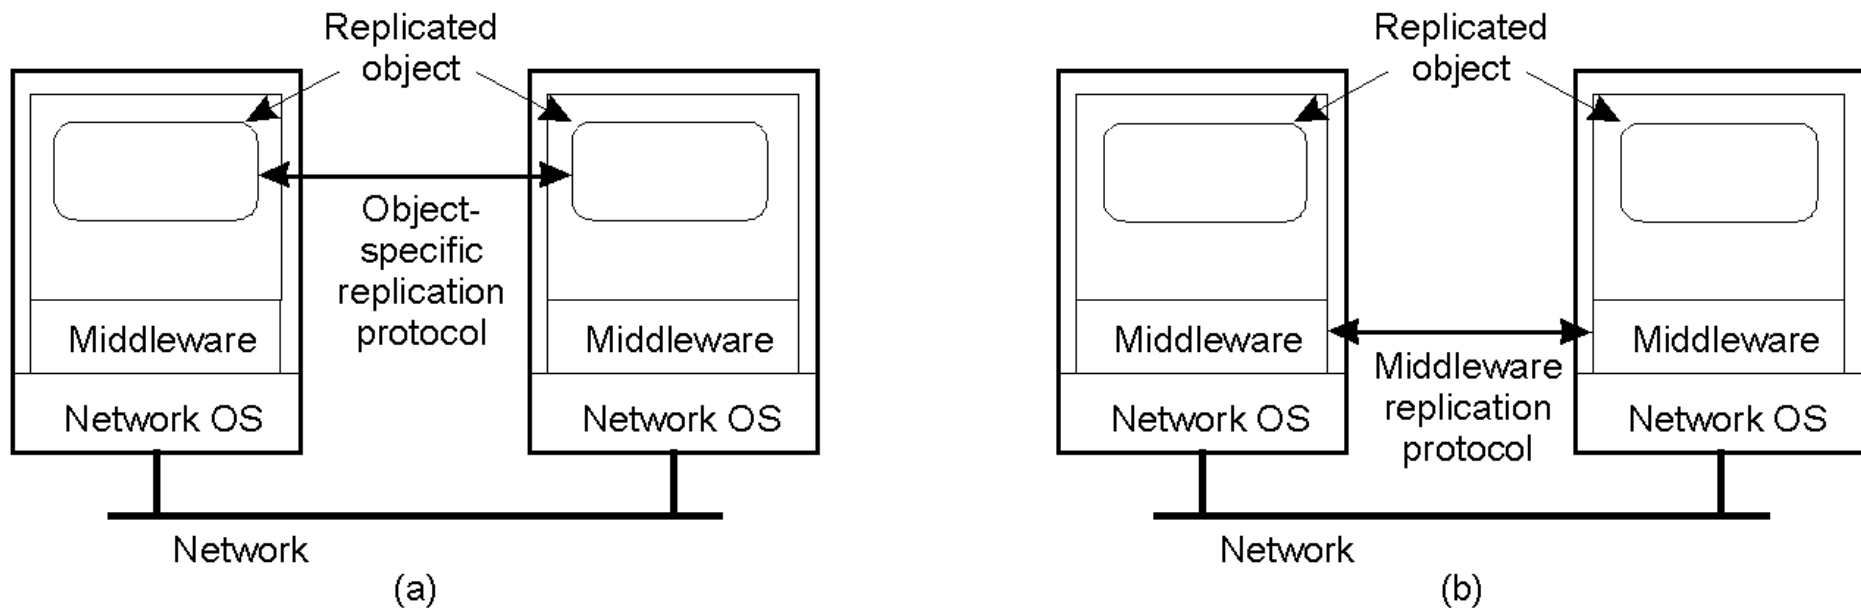 Replicated
object
Object-
specific
replication
protocol
Middleware
Middleware
Network OS
Network OS
Network
(a)
Replicated
object
Middleware
Middleware
Middleware
replication
protocol
Network OS
Network OS
Network
(b)